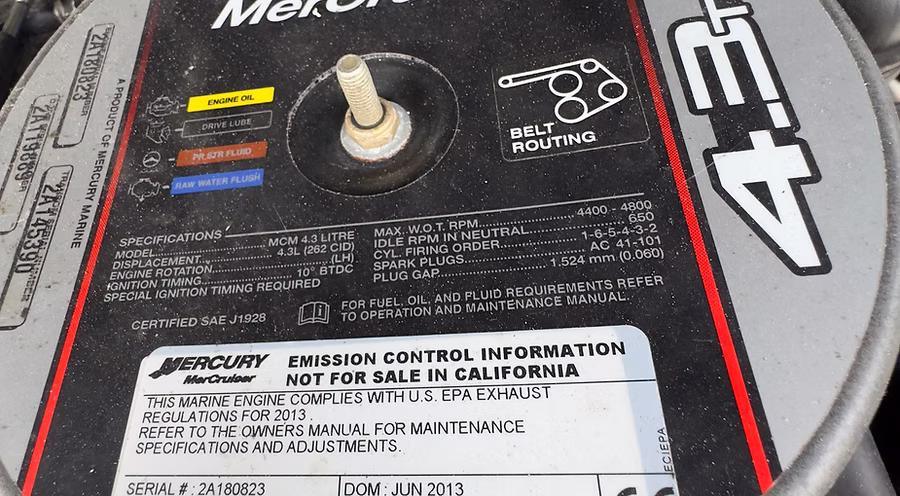 MerCru
4.3
2A180823
2A1198899
2A145390
A PRODUCT OF MERCURY MARINE
ENGINE OIL
DRIVE LUBE
PR STR FLUID
RAW WATER FLUSH
BELT
ROUTING
SPECIFICATIONS
MODEL MCM 4.3 LITRE
DISPLACEMENT 4.3L (262 CID)
ENGINE ROTATION (LH)
IGNITION TIMING 10° BTDC
SPECIAL IGNITION TIMING REQUIRED
MAX. W.O.T. RPM 4400 - 4800
IDLE RPM IN NEUTRAL 650
CYL. FIRING ORDER 1-6-5-4-3-2
SPARK PLUGS AC 41-101
PLUG GAP 1.524 mm (0.060)
CERTIFIED SAE J1928
FOR FUEL, OIL, AND FLUID REQUIREMENTS REFER
TO OPERATION AND MAINTENANCE MANUAL.
MERCURY
MerCruiser
EMISSION CONTROL INFORMATION
NOT FOR SALE IN CALIFORNIA
THIS MARINE ENGINE COMPLIES WITH U.S. EPA EXHAUST
REGULATIONS FOR 2013 .
REFER TO THE OWNERS MANUAL FOR MAINTENANCE
SPECIFICATIONS AND ADJUSTMENTS.
ECIEPA
SERIAL # : 2A180823
DOM : JUN 2013